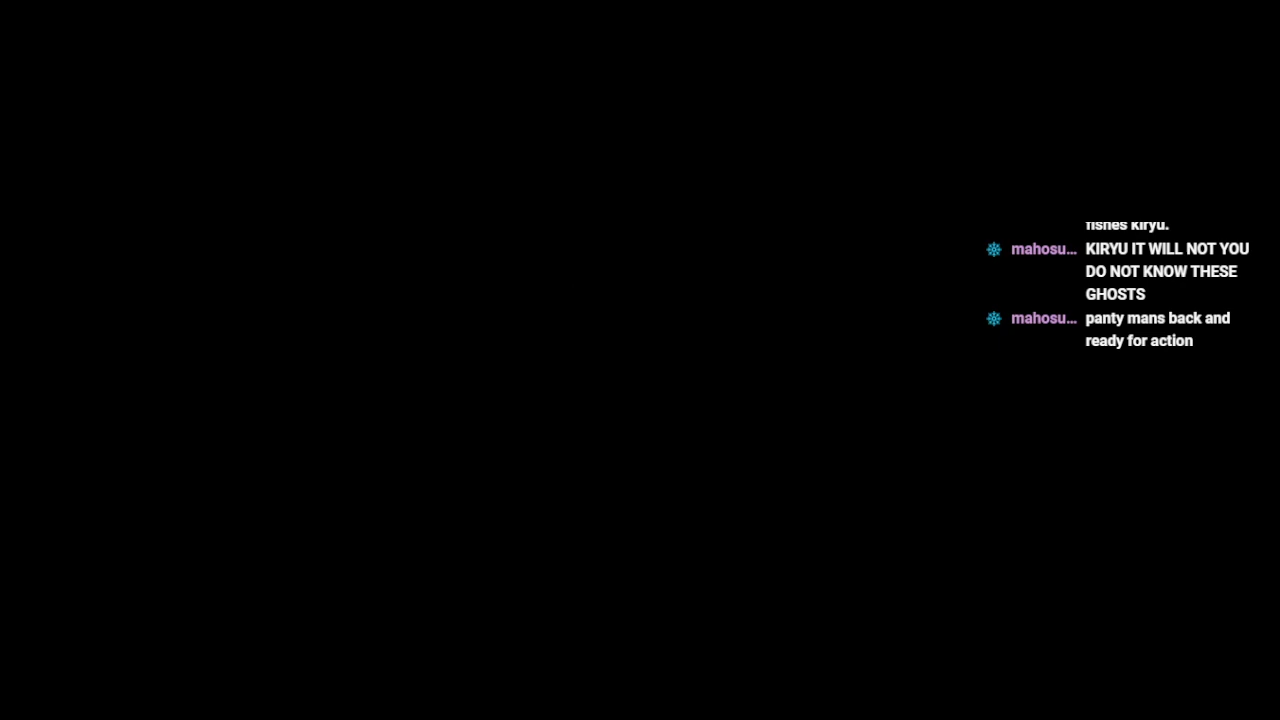 fishes kiryu.
mahosu... KIRYU IT WILL NOT YOU
DO NOT KNOW THESE
GHOSTS
mahosu... panty mans back and
ready for action